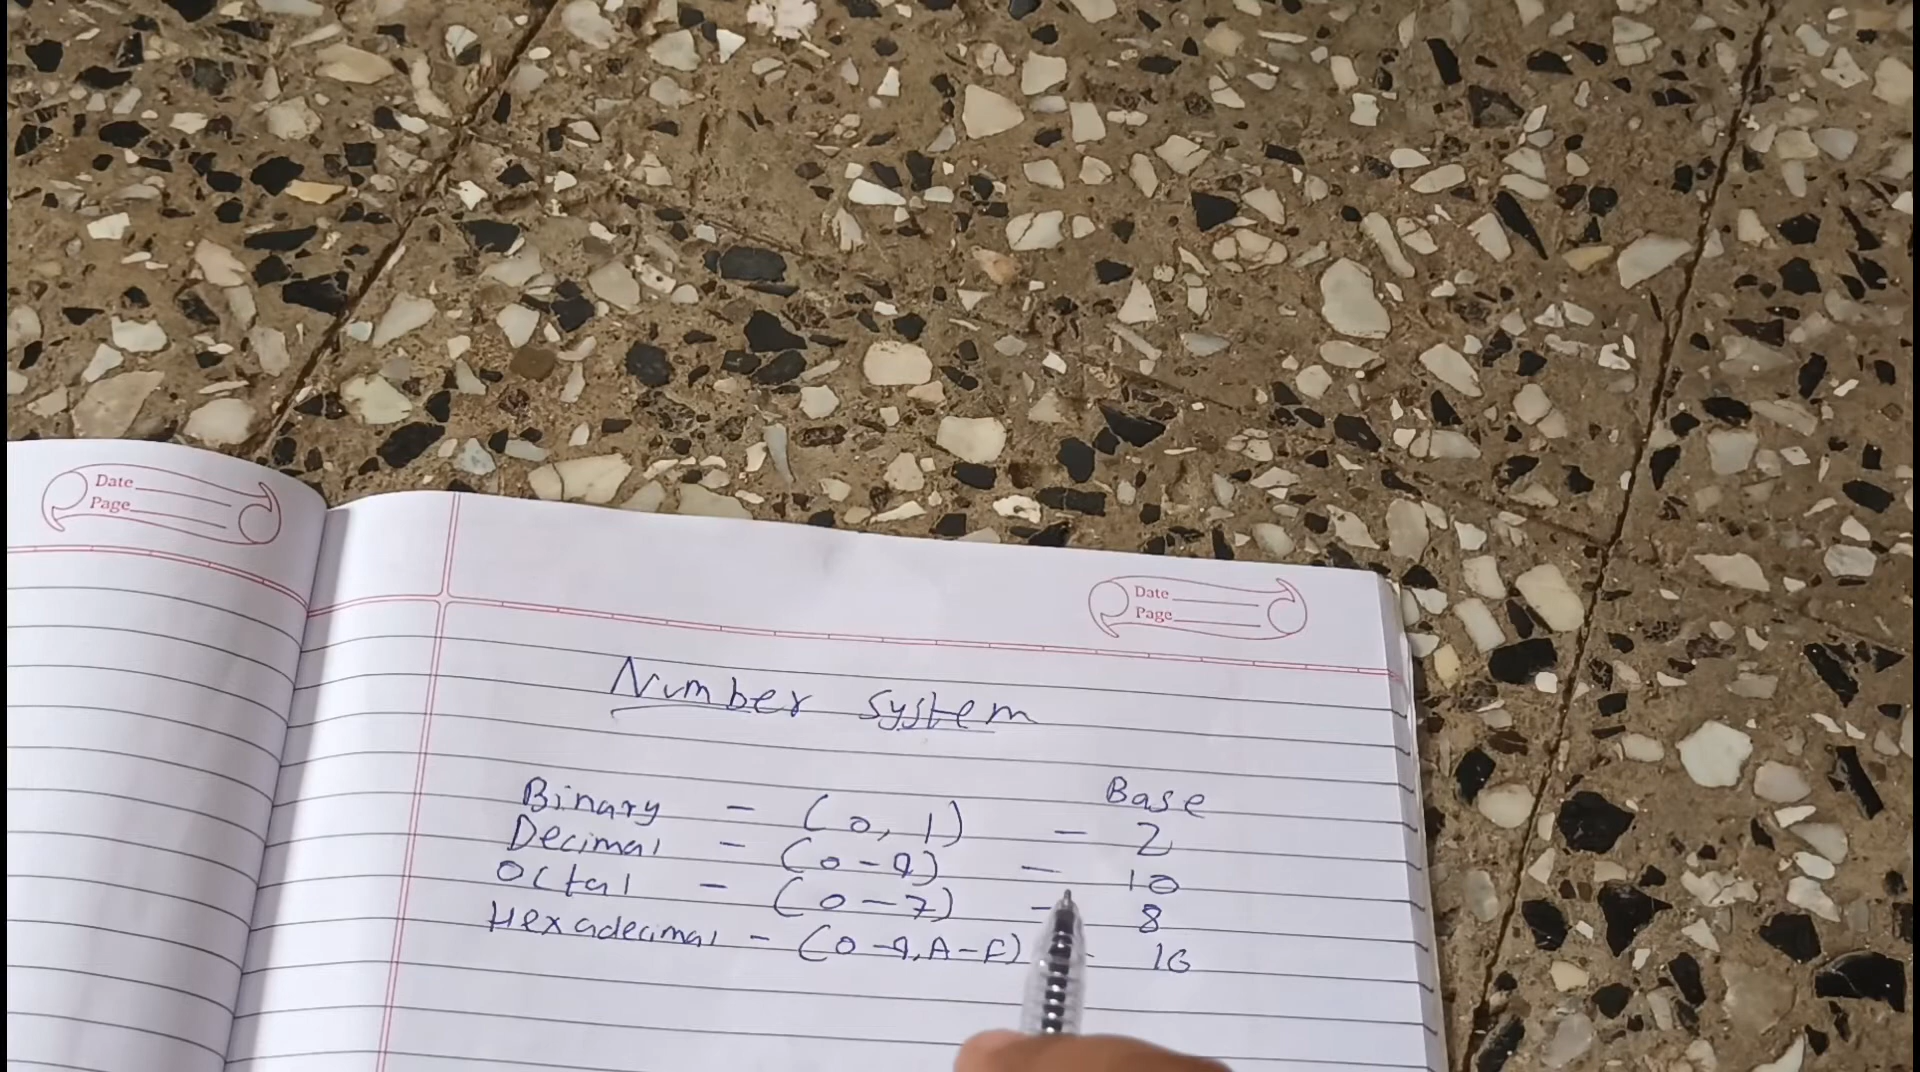 Date
Page
Date
Page
Number system
Base
Binary - (0, 1) - 2
Decimal - (0-9) - 10
Octal - (0-7) - 8
Hexadecimal - (0-9, A-F) - 16